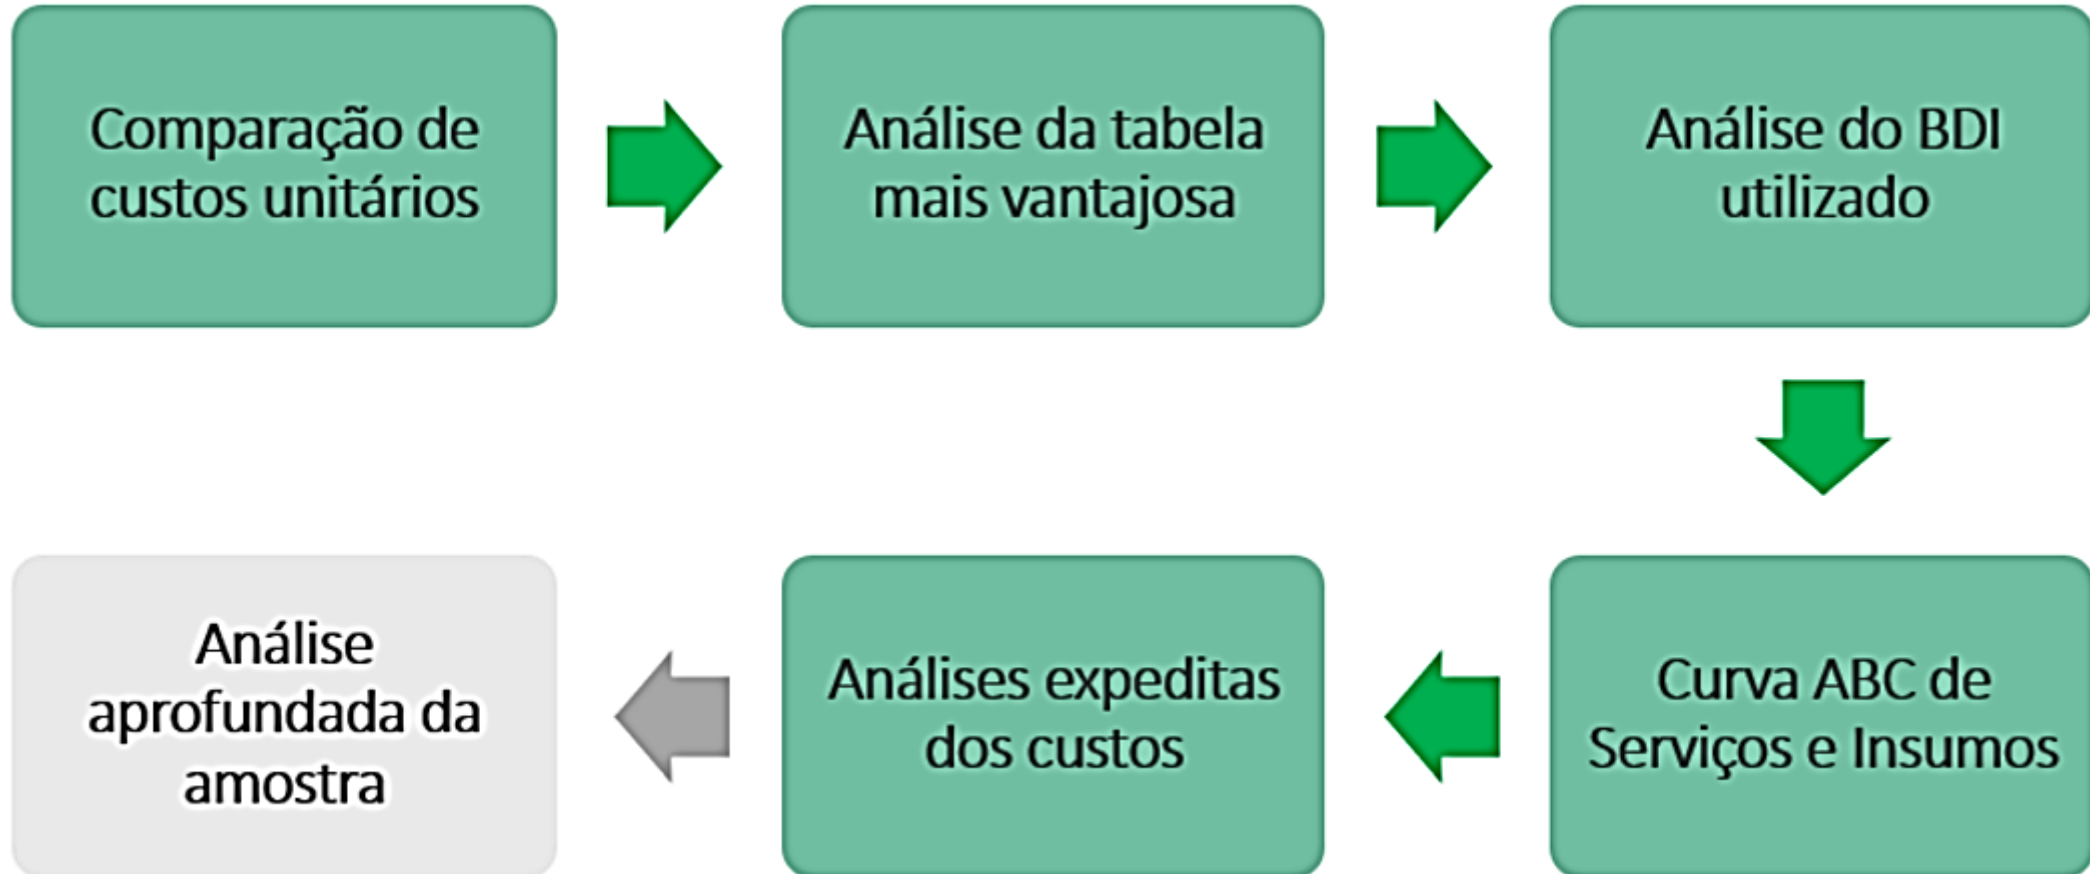 Comparação de
custos unitários
Análise da tabela
mais vantajosa
Análise do BDI
utilizado
Curva ABC de
Serviços e Insumos
Análises expeditas
dos custos
Análise
aprofundada da
amostra